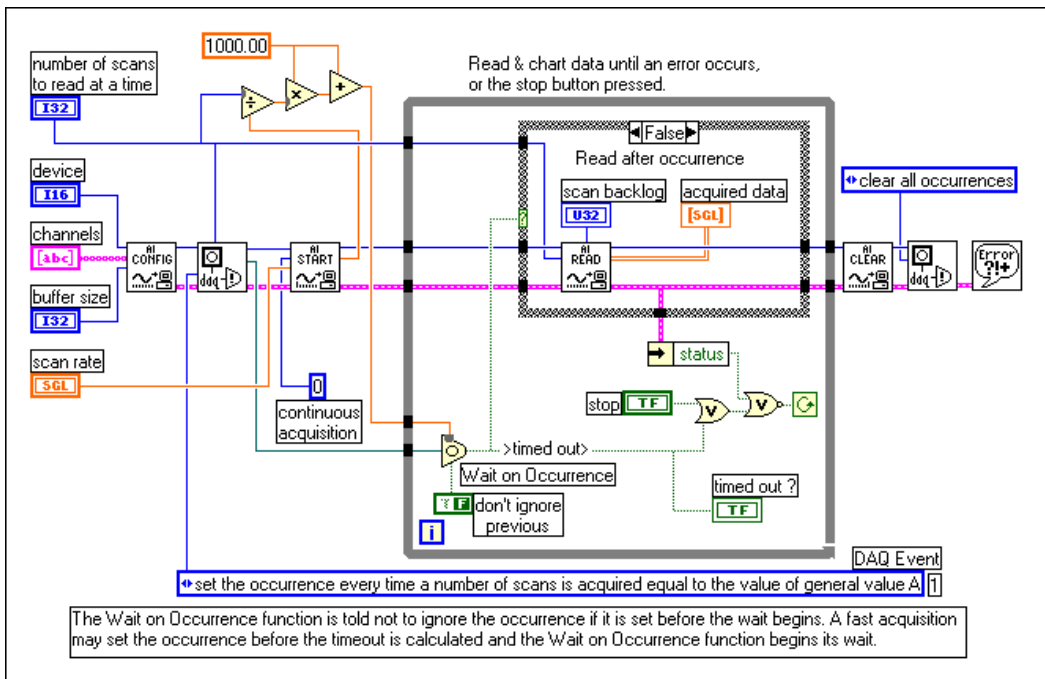 1000.00
number of scans
to read at a time
I32
Read & chart data until an error occurs,
or the stop button pressed.
False
Read after occurrence
device
I16
scan backlog
U32
acquired data
[SGL]
clear all occurrences
channels
[abc]
AI
CONFIG
ddq
AI
START
AI
READ
AI
CLEAR
ddq
Error
?!+
buffer size
I32
?
scan rate
SGL
status
0
continuous
acquisition
stop
TF
V
V
>timed out>
Wait on Occurrence
timed out ?
TF
F
don't ignore
previous
i
DAQ Event
set the occurrence every time a number of scans is acquired equal to the value of general value A
1
The Wait on Occurrence function is told not to ignore the occurrence if it is set before the wait begins. A fast acquisition
may set the occurrence before the timeout is calculated and the Wait on Occurrence function begins its wait.